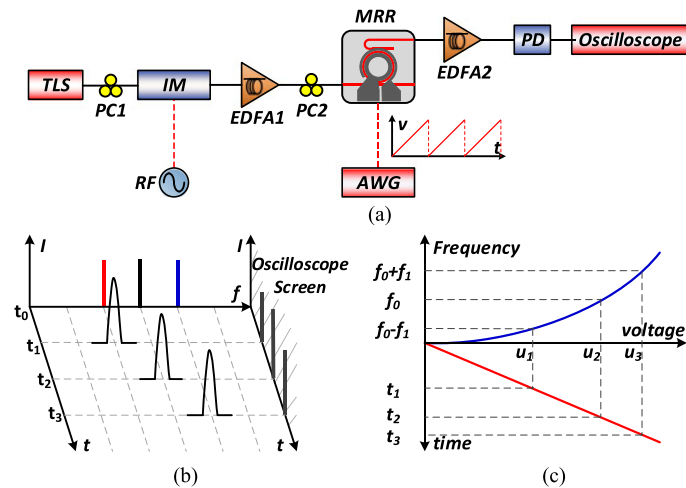 MRR
TLS
PC1
IM
EDFA1
PC2
EDFA2
PD
Oscilloscope
RF
AWG
v
t
(a)
I
I
Oscilloscope
Screen
f
t₀
t₁
t₂
t₃
t
t
(b)
Frequency
f₀+f₁
f₀
f₀-f₁
voltage
u₁
u₂
u₃
t₁
t₂
t₃
time
(c)